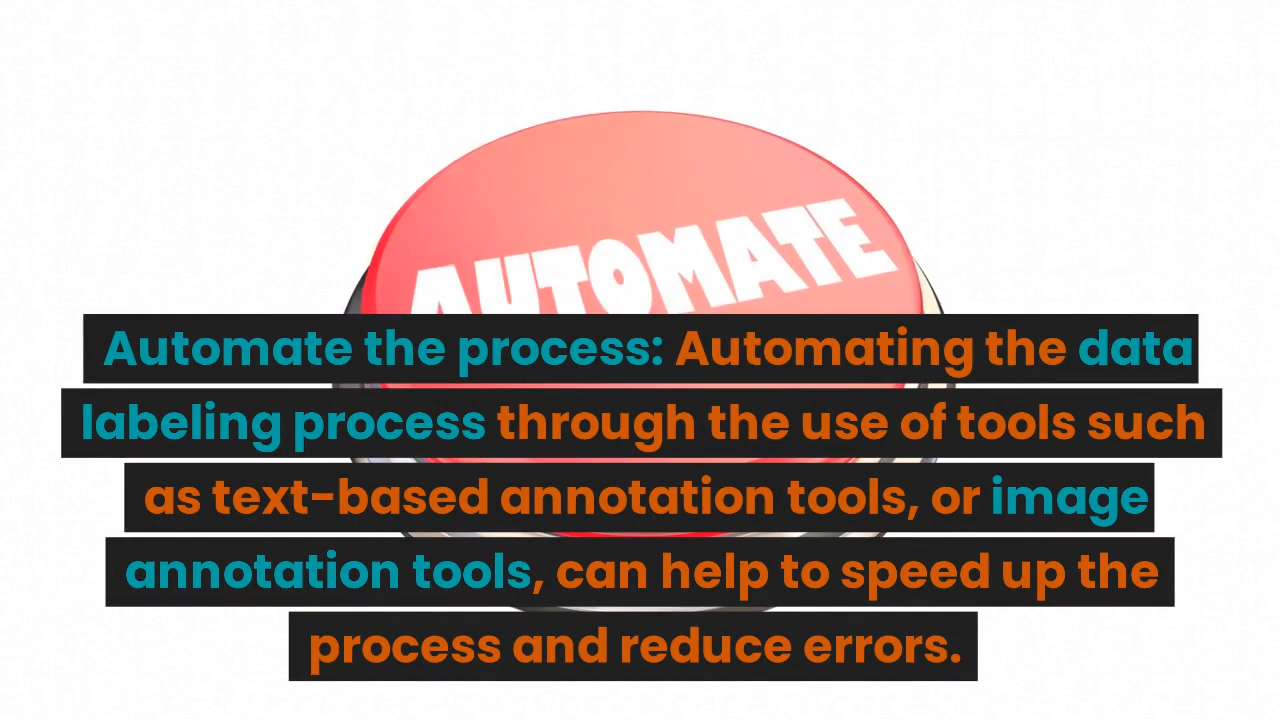 AUTOMATE
Automate the process: Automating the data
labeling process through the use of tools such
as text-based annotation tools, or image
annotation tools, can help to speed up the
process and reduce errors.